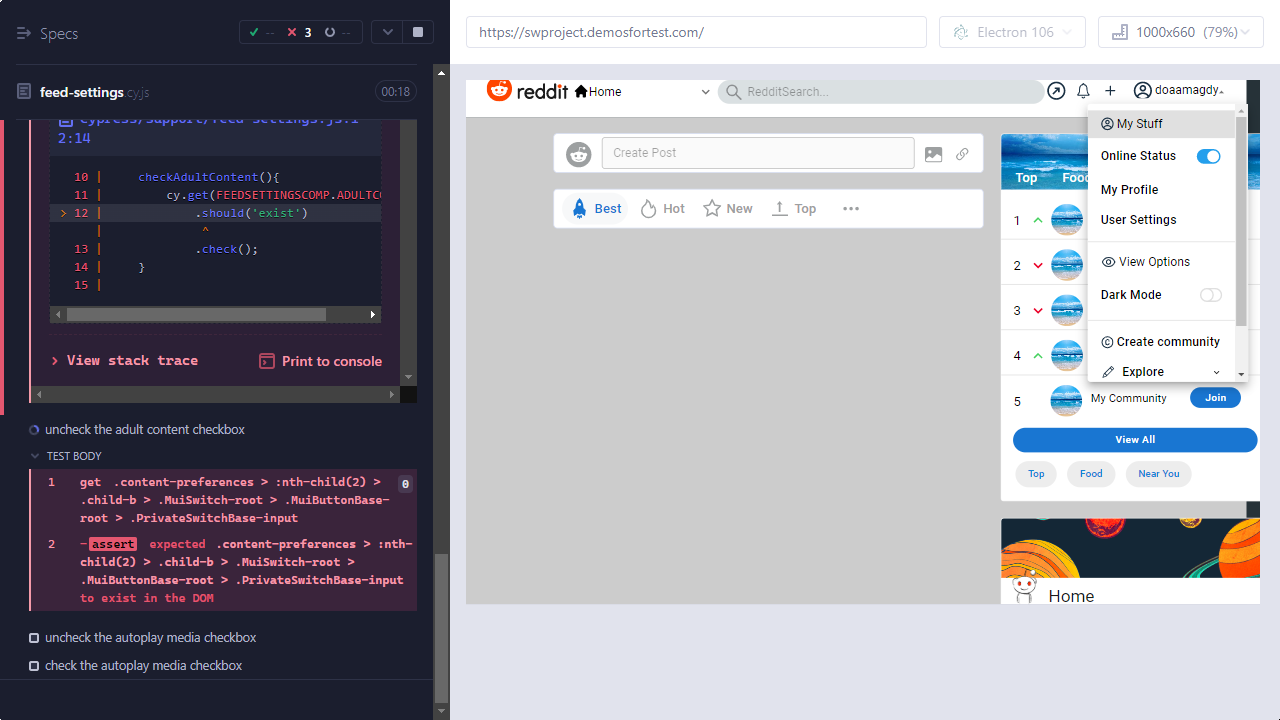 Specs
-- 3 --
feed-settings cy.js 00:18
cypress/support/feed-settings.js:1
2:14
10 | checkAdultContent(){
11 | cy.get(FEEDSETTINGSCOMP.ADULTC
> 12 | .should('exist')
| ^
13 | .check();
14 | }
15 |
View stack trace
Print to console
uncheck the adult content checkbox
TEST BODY
1 get .content-preferences > :nth-child(2) > 0
.child-b > .MuiSwitch-root > .MuiButtonBase-
root > .PrivateSwitchBase-input
2 -assert expected .content-preferences > :nth-
child(2) > .child-b > .MuiSwitch-root >
.MuiButtonBase-root > .PrivateSwitchBase-input
to exist in the DOM
uncheck the autoplay media checkbox
check the autoplay media checkbox
https://swproject.demosfortest.com/
Electron 106
1000x660 (79%)
reddit
Home
RedditSearch...
doaamagdy
Create Post
Best
Hot
New
Top
Top
Food
1
2
3
4
5 My Community Join
View All
Top
Food
Near You
Home
My Stuff
Online Status
My Profile
User Settings
View Options
Dark Mode
Create community
Explore